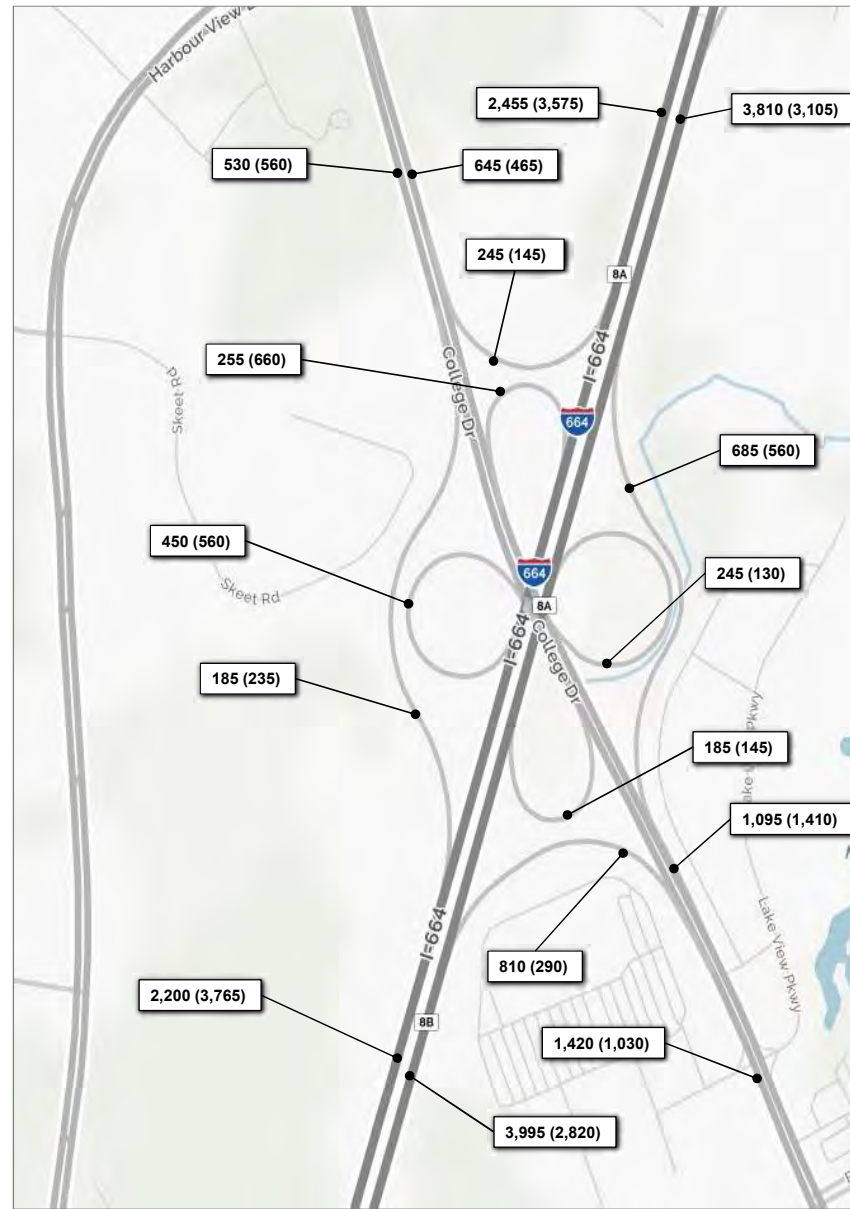 Harbour View
2,455 (3,575)
3,810 (3,105)
530 (560)
645 (465)
245 (145)
8A
I-664
255 (660)
College Dr
Skeet Rd
664
685 (560)
450 (560)
664
245 (130)
Skeet Rd
8A
I-664
College Dr
185 (235)
185 (145)
Pkwy
1,095 (1,410)
I-664
Lake View Pkwy
810 (290)
2,200 (3,765)
8B
1,420 (1,030)
3,995 (2,820)